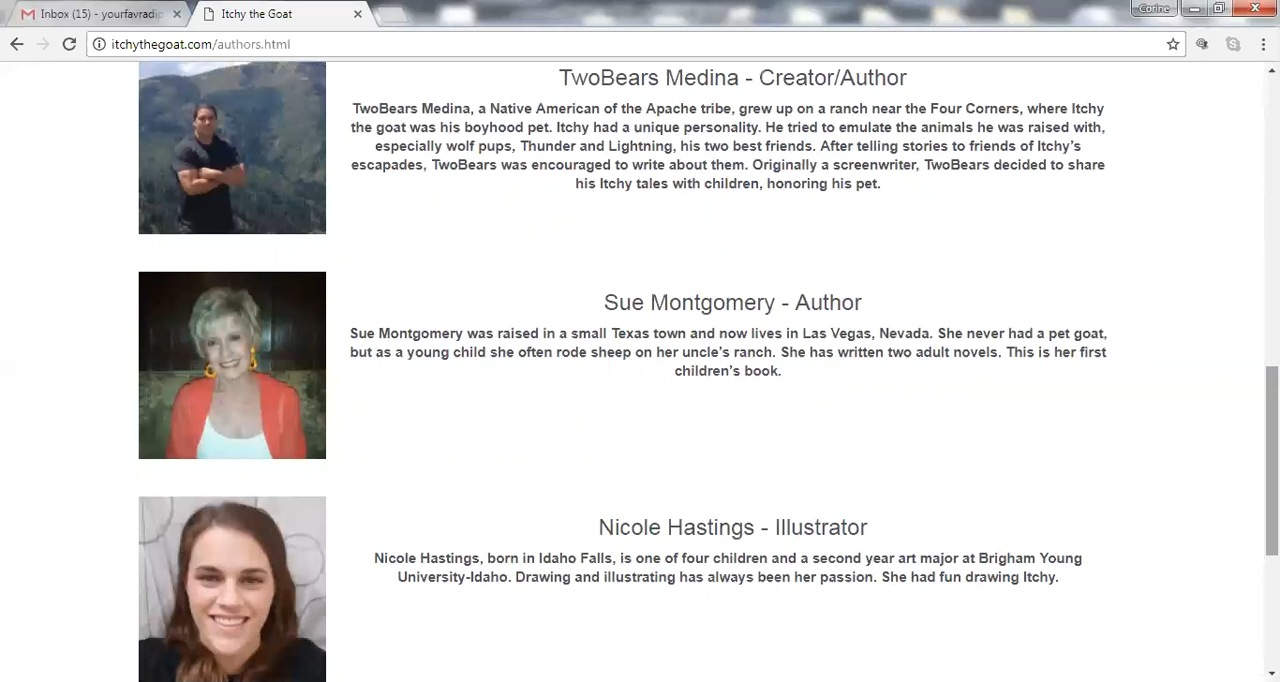 Inbox (15) - yourfavradio
Itchy the Goat
Corine
itchythegoat.com/authors.html
TwoBears Medina - Creator/Author
TwoBears Medina, a Native American of the Apache tribe, grew up on a ranch near the Four Corners, where Itchy
the goat was his boyhood pet. Itchy had a unique personality. He tried to emulate the animals he was raised with,
especially wolf pups, Thunder and Lightning, his two best friends. After telling stories to friends of Itchy’s
escapades, TwoBears was encouraged to write about them. Originally a screenwriter, TwoBears decided to share
his Itchy tales with children, honoring his pet.
Sue Montgomery - Author
Sue Montgomery was raised in a small Texas town and now lives in Las Vegas, Nevada. She never had a pet goat,
but as a young child she often rode sheep on her uncle’s ranch. She has written two adult novels. This is her first
children’s book.
Nicole Hastings - Illustrator
Nicole Hastings, born in Idaho Falls, is one of four children and a second year art major at Brigham Young
University-Idaho. Drawing and illustrating has always been her passion. She had fun drawing Itchy.